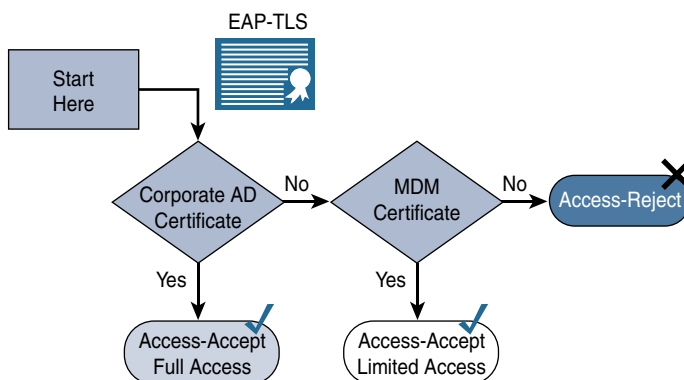 EAP-TLS
Start
Here
Corporate AD
Certificate
No
MDM
Certificate
No
Access-Reject
Yes
Yes
Access-Accept
Full Access
Access-Accept
Limited Access